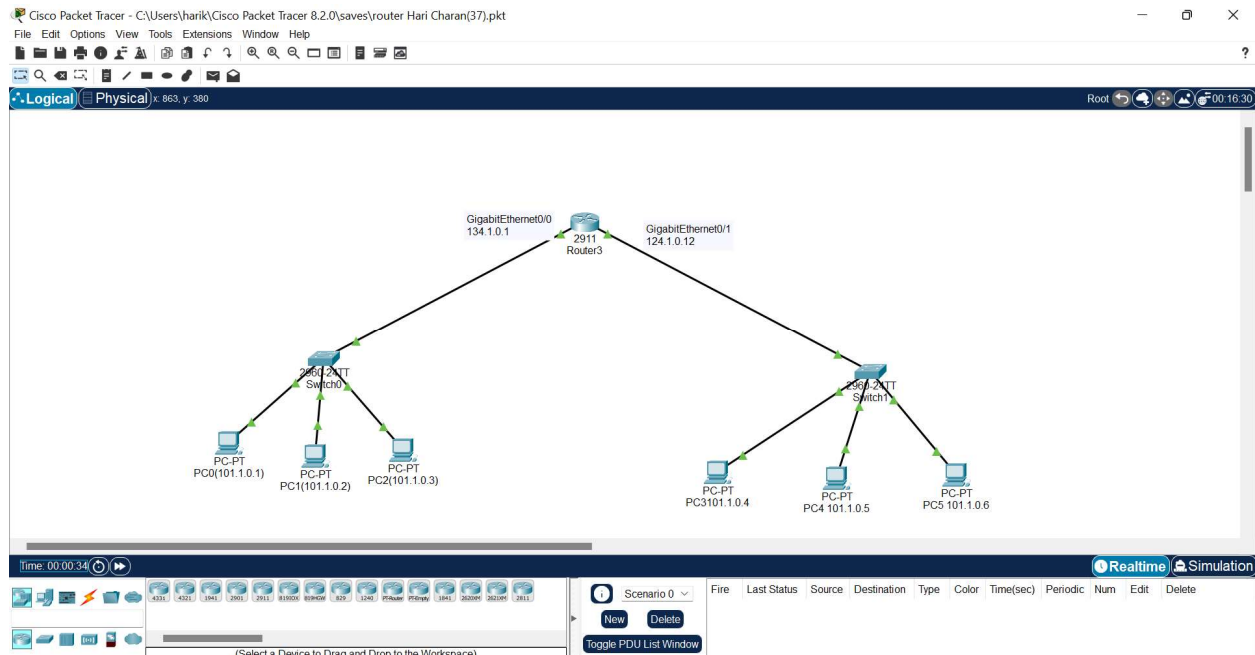 Cisco Packet Tracer - C:\Users\harik\Cisco Packet Tracer 8.2.0\saves\router Hari Charan(37).pkt
File Edit Options View Tools Extensions Window Help
?
Logical Physical x: 863, y: 380 Root 00:16:30
GigabitEthernet0/0
134.1.0.1
GigabitEthernet0/1
124.1.0.12
2911
Router3
2960-24TT
Switch0
2960-24TT
Switch1
PC-PT
PC0(101.1.0.1)
PC-PT
PC1(101.1.0.2)
PC-PT
PC2(101.1.0.3)
PC-PT
PC3101.1.0.4
PC-PT
PC4 101.1.0.5
PC-PT
PC5 101.1.0.6
Time: 00:00:34 Realtime Simulation
4331 4321 1941 2901 2911 819IOX 819HGW 829 1240 PT-Router PT-Empty 1841 2620XM 2621XM 2811
Scenario 0
New Delete
Toggle PDU List Window
Fire Last Status Source Destination Type Color Time(sec) Periodic Num Edit Delete
(Select a Device to Drag and Drop to the Workspace)